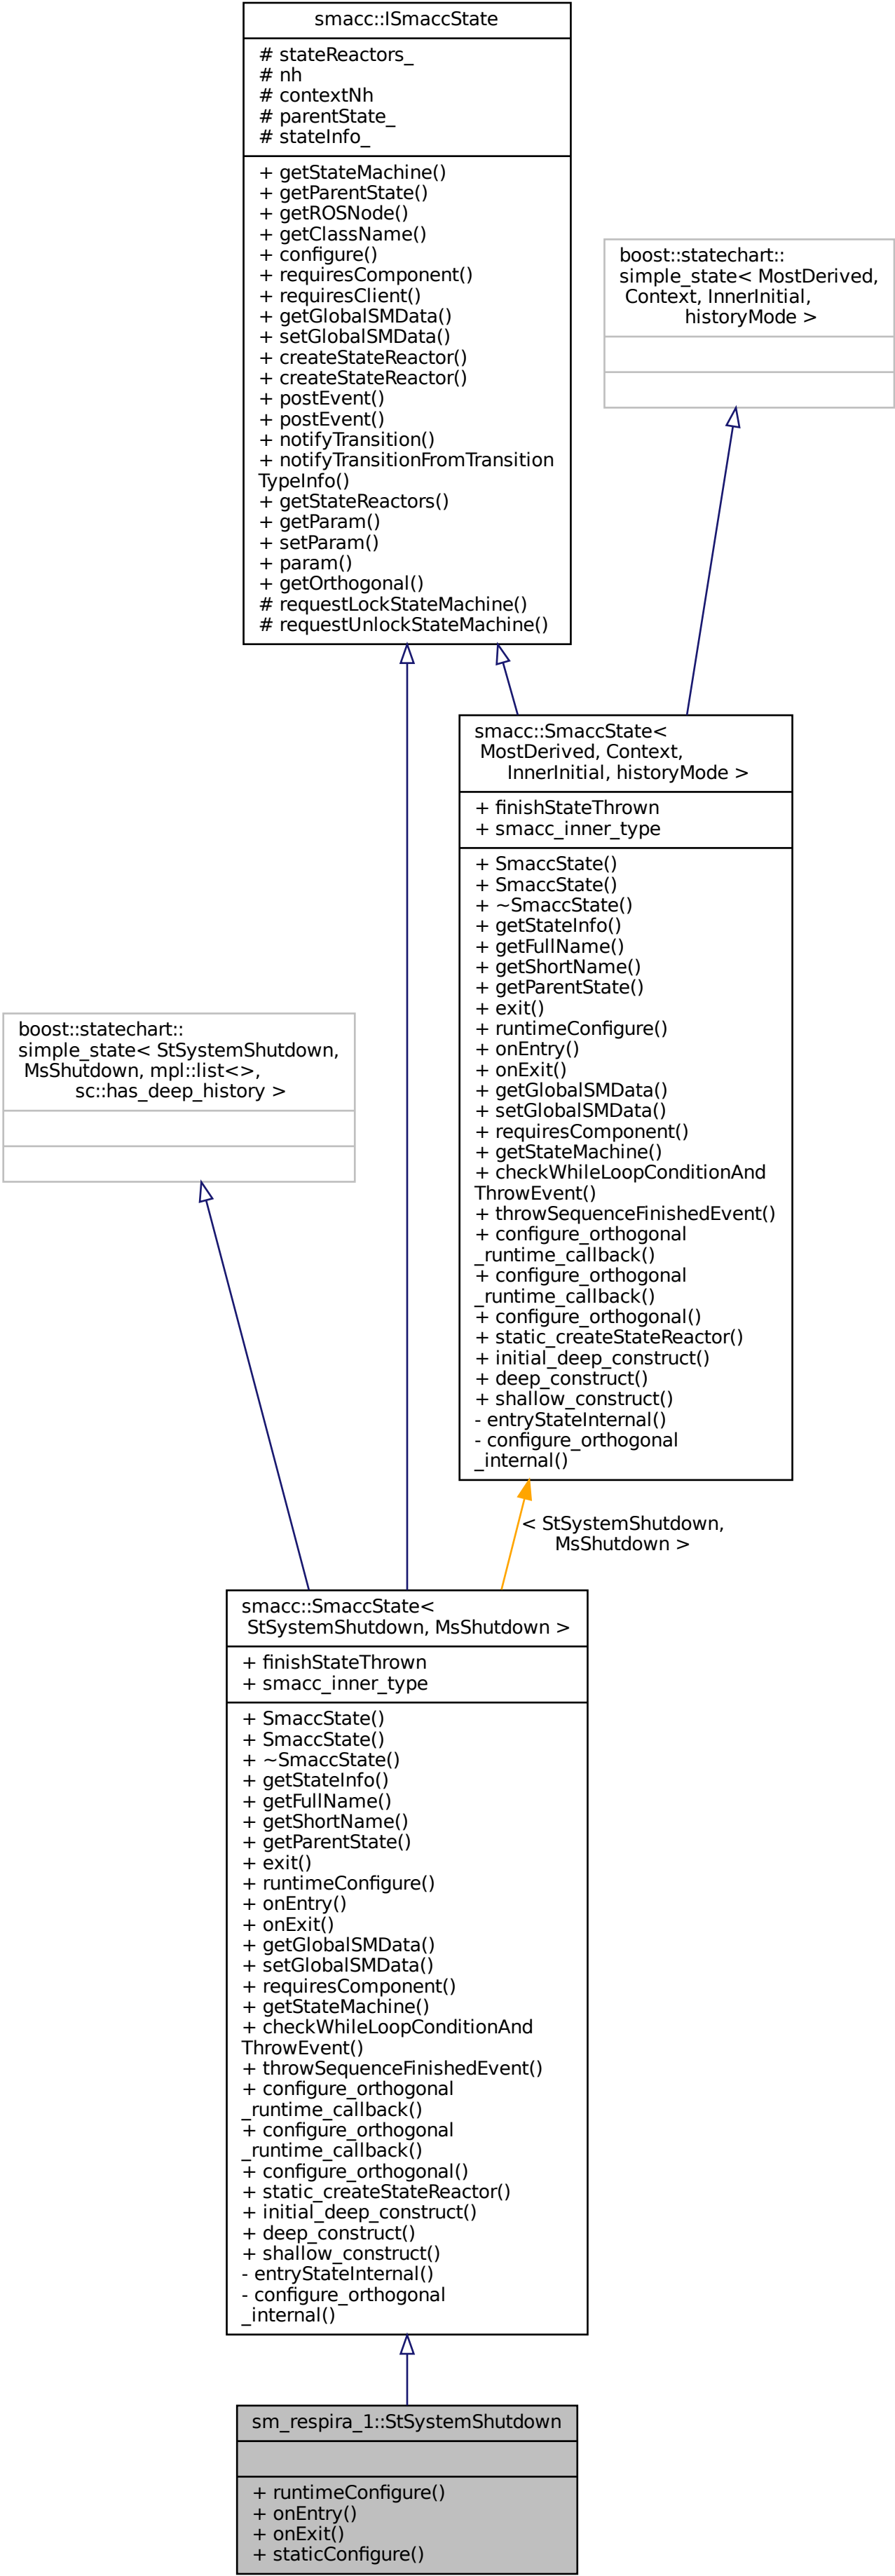 smacc::ISmaccState
# stateReactors_
# nh
# contextNh
# parentState_
# stateInfo_
+ getStateMachine()
+ getParentState()
+ getROSNode()
+ getClassName()
+ configure()
+ requiresComponent()
+ requiresClient()
+ getGlobalSMData()
+ setGlobalSMData()
+ createStateReactor()
+ createStateReactor()
+ postEvent()
+ postEvent()
+ notifyTransition()
+ notifyTransitionFromTransition
TypeInfo()
+ getStateReactors()
+ getParam()
+ setParam()
+ param()
+ getOrthogonal()
# requestLockStateMachine()
# requestUnlockStateMachine()
boost::statechart::
simple_state< MostDerived,
Context, InnerInitial,
historyMode >
smacc::SmaccState<
MostDerived, Context,
InnerInitial, historyMode >
+ finishStateThrown
+ smacc_inner_type
+ SmaccState()
+ SmaccState()
+ ~SmaccState()
+ getStateInfo()
+ getFullName()
+ getShortName()
+ getParentState()
+ exit()
+ runtimeConfigure()
+ onEntry()
+ onExit()
+ getGlobalSMData()
+ setGlobalSMData()
+ requiresComponent()
+ getStateMachine()
+ checkWhileLoopConditionAnd
ThrowEvent()
+ throwSequenceFinishedEvent()
+ configure_orthogonal
_runtime_callback()
+ configure_orthogonal
_runtime_callback()
+ configure_orthogonal()
+ static_createStateReactor()
+ initial_deep_construct()
+ deep_construct()
+ shallow_construct()
- entryStateInternal()
- configure_orthogonal
_internal()
boost::statechart::
simple_state< StSystemShutdown,
MsShutdown, mpl::list<>,
sc::has_deep_history >
< StSystemShutdown,
MsShutdown >
smacc::SmaccState<
StSystemShutdown, MsShutdown >
+ finishStateThrown
+ smacc_inner_type
+ SmaccState()
+ SmaccState()
+ ~SmaccState()
+ getStateInfo()
+ getFullName()
+ getShortName()
+ getParentState()
+ exit()
+ runtimeConfigure()
+ onEntry()
+ onExit()
+ getGlobalSMData()
+ setGlobalSMData()
+ requiresComponent()
+ getStateMachine()
+ checkWhileLoopConditionAnd
ThrowEvent()
+ throwSequenceFinishedEvent()
+ configure_orthogonal
_runtime_callback()
+ configure_orthogonal
_runtime_callback()
+ configure_orthogonal()
+ static_createStateReactor()
+ initial_deep_construct()
+ deep_construct()
+ shallow_construct()
- entryStateInternal()
- configure_orthogonal
_internal()
sm_respira_1::StSystemShutdown
+ runtimeConfigure()
+ onEntry()
+ onExit()
+ staticConfigure()